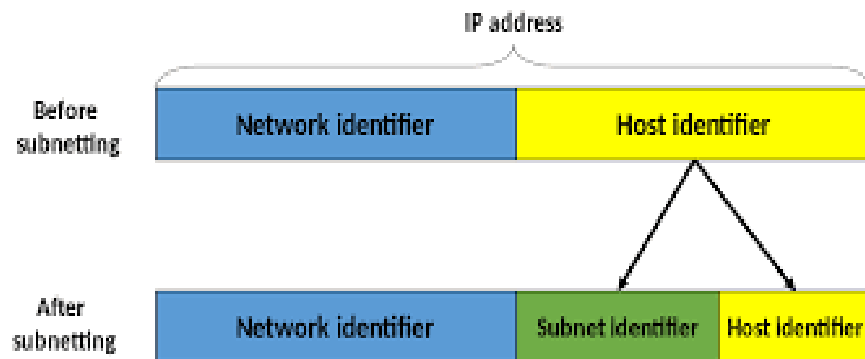 IP address
Before
subnetting
Network identifier
Host identifier
After
subnetting
Network identifier
Subnet identifier
Host identifier